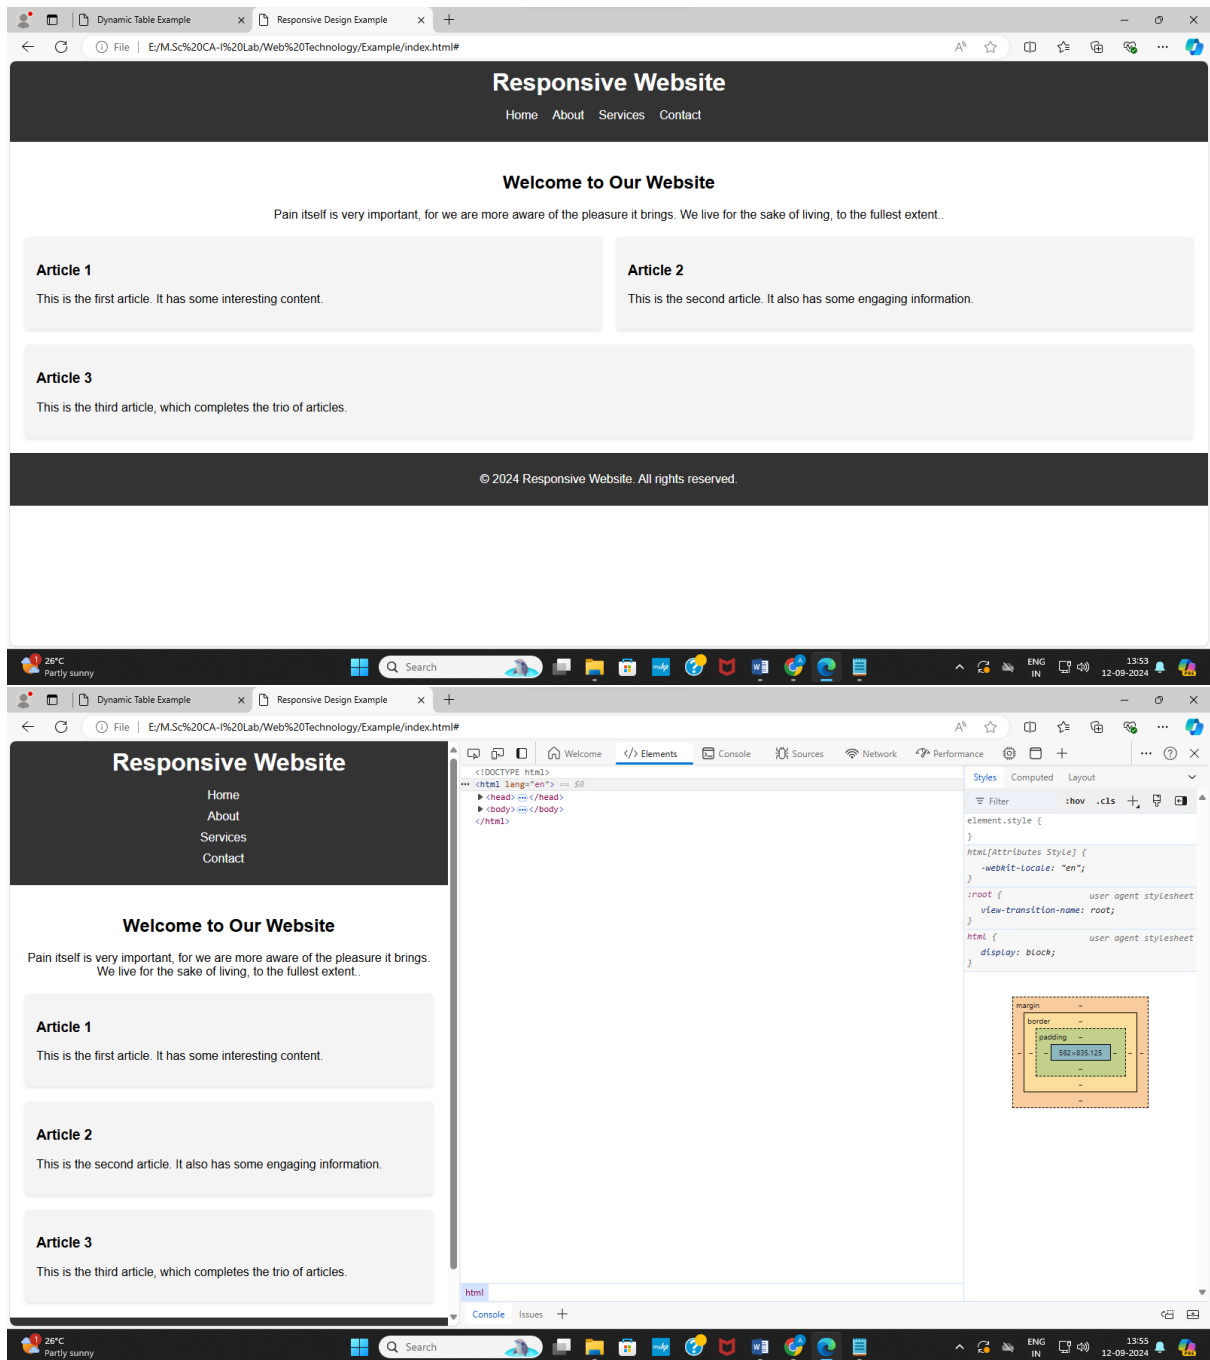 Dynamic Table Example
Responsive Design Example
File
E:/M.Sc%20CA-I%20Lab/Web%20Technology/Example/index.html#
Responsive Website
Home About Services Contact
Welcome to Our Website
Pain itself is very important, for we are more aware of the pleasure it brings. We live for the sake of living, to the fullest extent..
Article 1
This is the first article. It has some interesting content.
Article 2
This is the second article. It also has some engaging information.
Article 3
This is the third article, which completes the trio of articles.
© 2024 Responsive Website. All rights reserved.
1
26°C
Partly sunny
Search
ENG
IN
13:53
12-09-2024
Dynamic Table Example
Responsive Design Example
File
E:/M.Sc%20CA-I%20Lab/Web%20Technology/Example/index.html#
Responsive Website
Home
About
Services
Contact
Welcome to Our Website
Pain itself is very important, for we are more aware of the pleasure it brings.
We live for the sake of living, to the fullest extent..
Article 1
This is the first article. It has some interesting content.
Article 2
This is the second article. It also has some engaging information.
Article 3
This is the third article, which completes the trio of articles.
Welcome Elements Console Sources Network Performance
<!DOCTYPE html>
<html lang="en"> == $0
<head> </head>
<body> </body>
</html>
html
Console Issues
Styles Computed Layout
Filter :hov .cls
element.style {
}
html[Attributes Style] {
-webkit-locale: "en";
}
:root { user agent stylesheet
view-transition-name: root;
}
html { user agent stylesheet
display: block;
}
margin -
border -
padding -
- - - 582×835.125 - - -
-
-
-
1
26°C
Partly sunny
Search
ENG
IN
13:55
12-09-2024